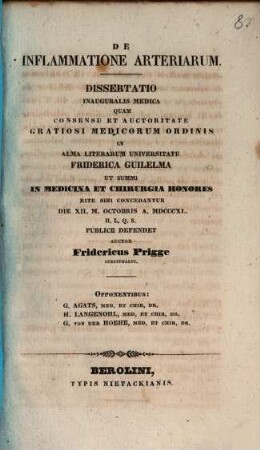 8.
DE
INFLAMMATIONE ARTERIARUM.
DISSERTATIO
INAUGURALIS MEDICA
QUAM
CONSENSU ET AUCTORITATE
GRATIOSI MEDICORUM ORDINIS
IN
ALMA LITERARUM UNIVERSITATE
FRIDERICA GUILELMA
UT SUMMI
IN MEDICINA ET CHIRURGIA HONORES
RITE SIBI CONCEDANTUR
DIE XII. M. OCTOBRIS A. MDCCCXL.
H. L. Q. S.
PUBLICE DEFENDET
AUCTOR
Fridericus Prigge
GUESTPHALUS.
OPPONENTIBUS:
G. AGATS, MED. ET CHIR. DR.
H. LANGENOHL, MED. ET CHIR. DR.
G. VON DER HOEHE, MED. ET CHIR. DR.
BEROLINI,
TYPIS NIETACKIANIS.